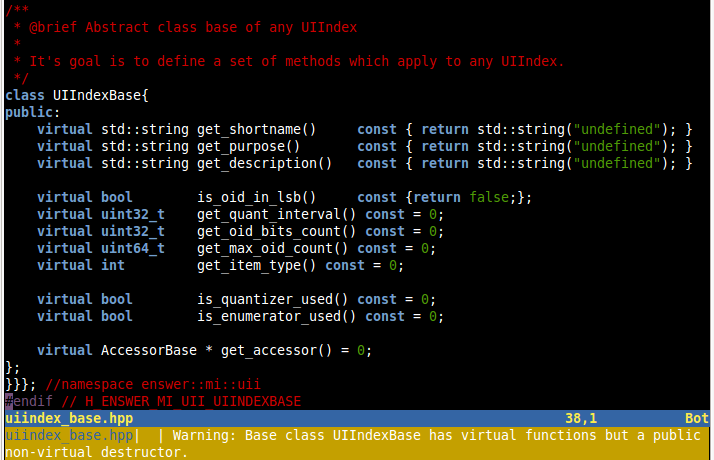 /**
 * @brief Abstract class base of any UIIndex
 *
 * It's goal is to define a set of methods which apply to any UIIndex.
 */
class UIIndexBase{
public:
    virtual std::string get_shortname()     const { return std::string("undefined"); }
    virtual std::string get_purpose()       const { return std::string("undefined"); }
    virtual std::string get_description()   const { return std::string("undefined"); }
    virtual bool        is_oid_in_lsb()     const {return false;};
    virtual uint32_t    get_quant_interval() const = 0;
    virtual uint32_t    get_oid_bits_count() const = 0;
    virtual uint64_t    get_max_oid_count() const = 0;
    virtual int         get_item_type() const = 0;
    virtual bool        is_quantizer_used() const = 0;
    virtual bool        is_enumerator_used() const = 0;
    virtual AccessorBase * get_accessor() = 0;
};
}}}; //namespace enswer::mi::uii
#endif // H_ENSWER_MI_UII_UIINDEXBASE
uiindex_base.hpp                                                      38,1           Bot
uiindex_base.hpp|  | Warning: Base class UIIndexBase has virtual functions but a public
non-virtual destructor.